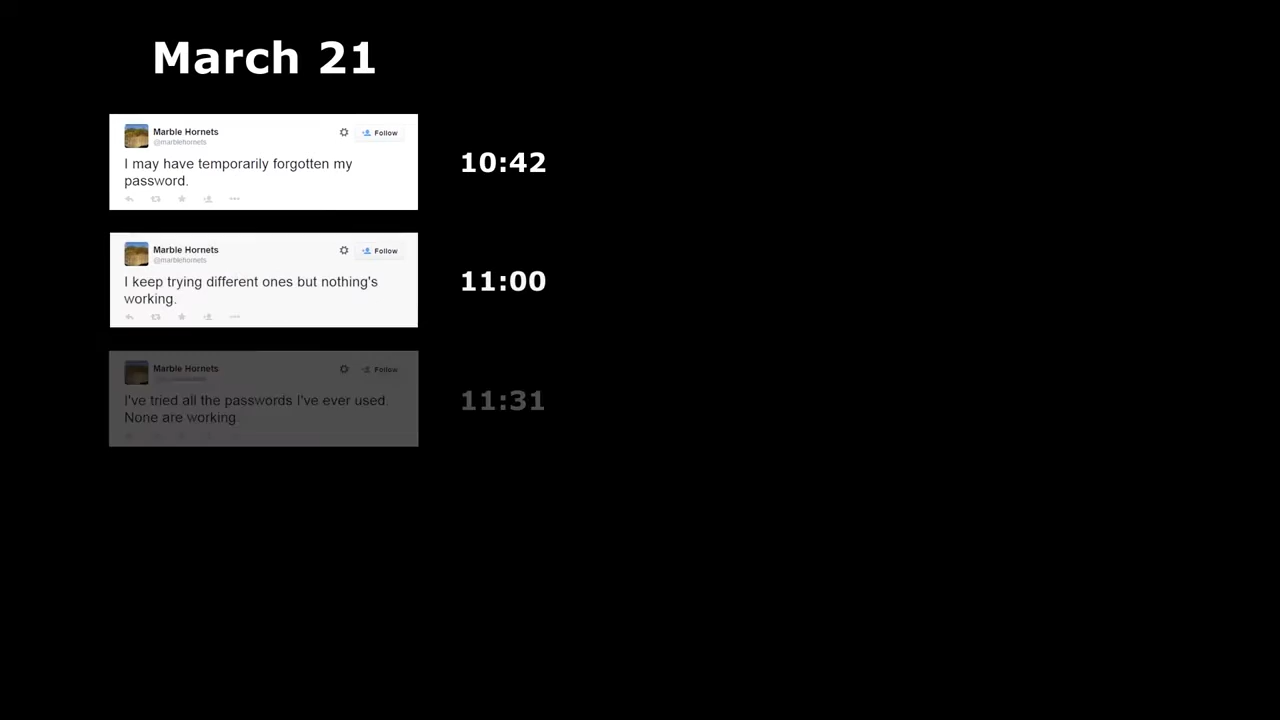 March 21
Marble Hornets
@marblehornets
Follow
I may have temporarily forgotten my
password.
10:42
Marble Hornets
@marblehornets
Follow
I keep trying different ones but nothing's
working.
11:00
Marble Hornets
Follow
I've tried all the passwords I've ever used.
None are working.
11:31